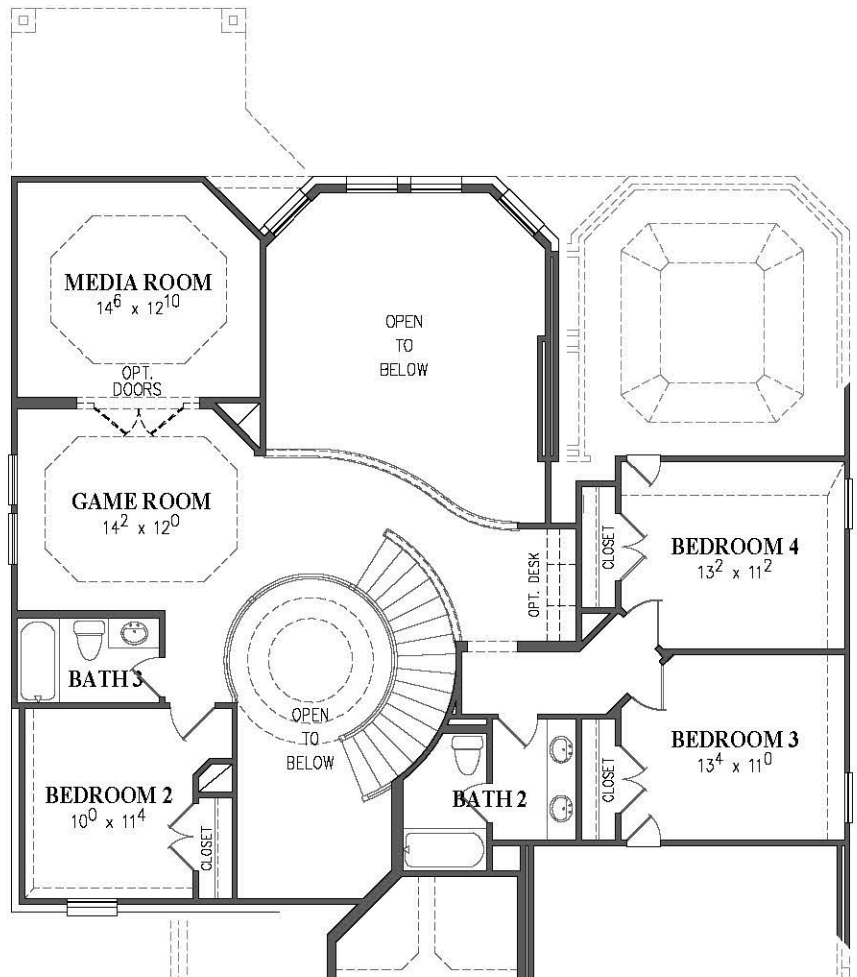 MEDIA ROOM
14⁶ x 12¹⁰
OPEN
TO
BELOW
OPT.
DOORS
GAME ROOM
14² x 12⁰
OPT. DESK
CLOSET
BEDROOM 4
13² x 11²
BATH 3
OPEN
TO
BELOW
BEDROOM 3
13⁴ x 11⁰
CLOSET
BATH 2
BEDROOM 2
10⁰ x 11⁴
CLOSET